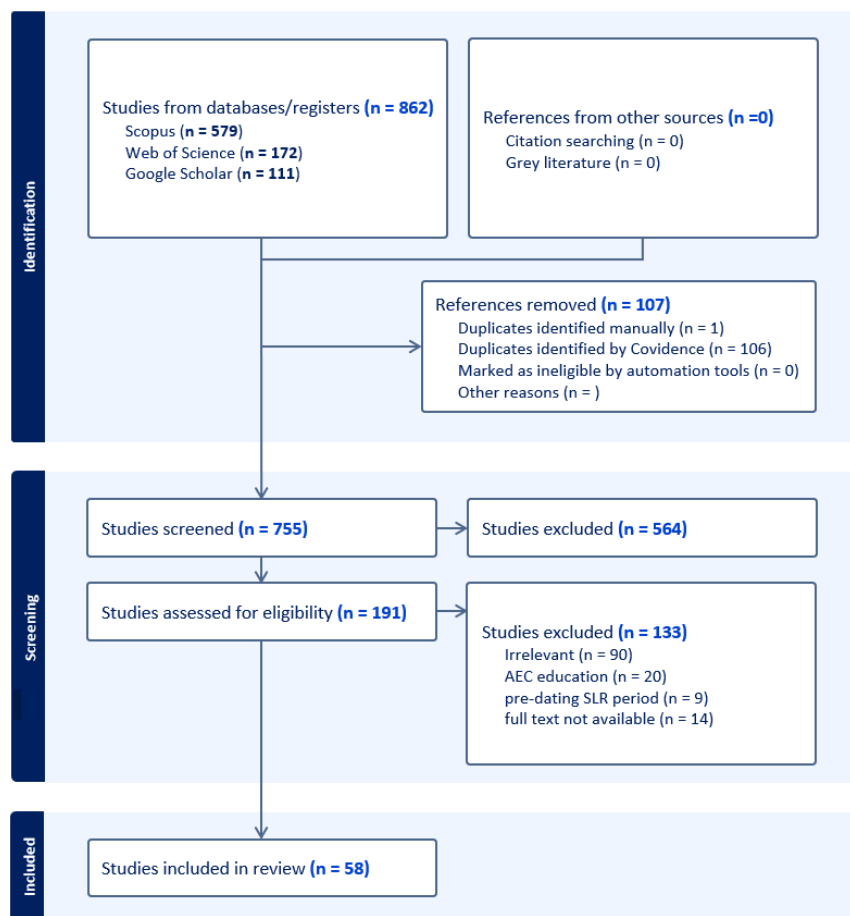 Identification
Studies from databases/registers (n = 862)
Scopus (n = 579)
Web of Science (n = 172)
Google Scholar (n = 111)
References from other sources (n =0)
Citation searching (n = 0)
Grey literature (n = 0)
References removed (n = 107)
Duplicates identified manually (n = 1)
Duplicates identified by Covidence (n = 106)
Marked as ineligible by automation tools (n = 0)
Other reasons (n = )
Screening
Studies screened (n = 755)
Studies excluded (n = 564)
Studies assessed for eligibility (n = 191)
Studies excluded (n = 133)
Irrelevant (n = 90)
AEC education (n = 20)
pre-dating SLR period (n = 9)
full text not available (n = 14)
Included
Studies included in review (n = 58)